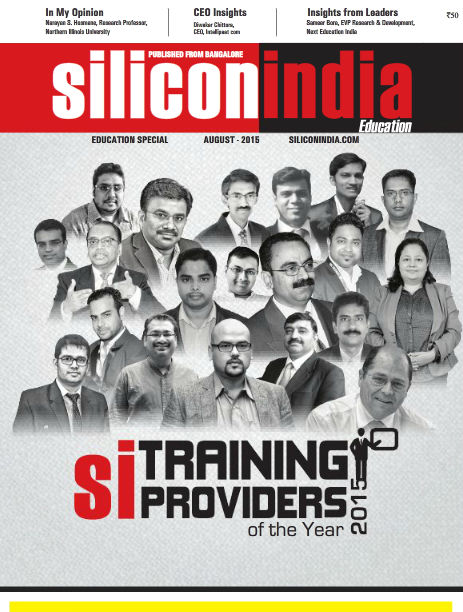 In My Opinion
Narayan S. Hosmane, Research Professor,
Northern Illinois University
CEO Insights
Diwakar Chittora,
CEO, Intellipaat com
Insights from Leaders
Sameer Bora, EVP Research & Development,
Next Education India
₹50
PUBLISHED FROM BANGALORE
siliconindia
Education
EDUCATION SPECIAL AUGUST - 2015 SILICONINDIA.COM
si TRAINING
PROVIDERS
of the Year
2015